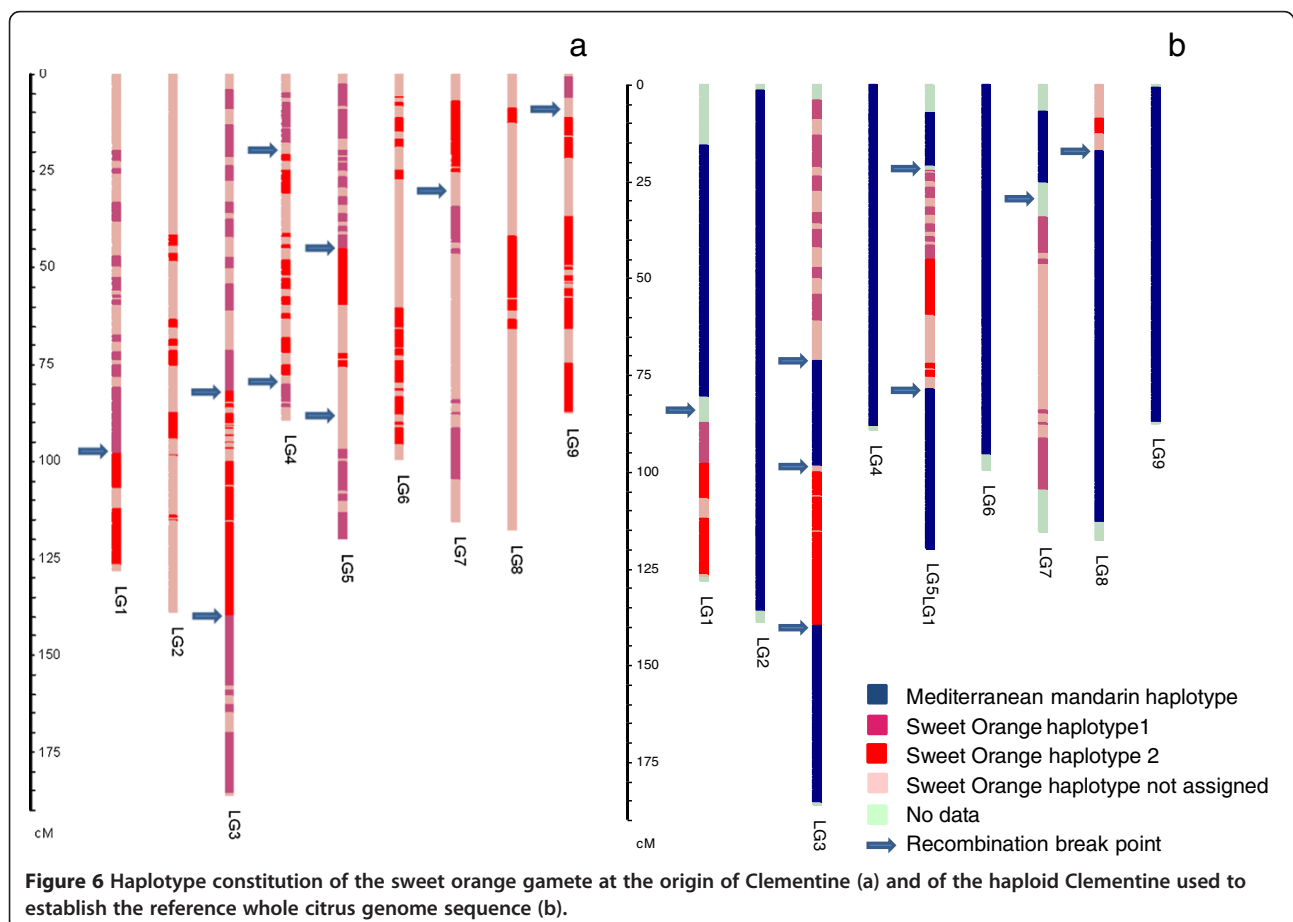 a
0
25
50
75
100
125
150
175
cM
LG1
LG2
LG3
LG4
LG5
LG6
LG7
LG8
LG9
b
0
25
50
75
100
125
150
175
cM
LG1
LG2
LG3
LG4
LG5LG1
LG6
LG7
LG8
LG9
Mediterranean mandarin haplotype
Sweet Orange haplotype1
Sweet Orange haplotype 2
Sweet Orange haplotype not assigned
No data
Recombination break point
Figure 6 Haplotype constitution of the sweet orange gamete at the origin of Clementine (a) and of the haploid Clementine used to
establish the reference whole citrus genome sequence (b).